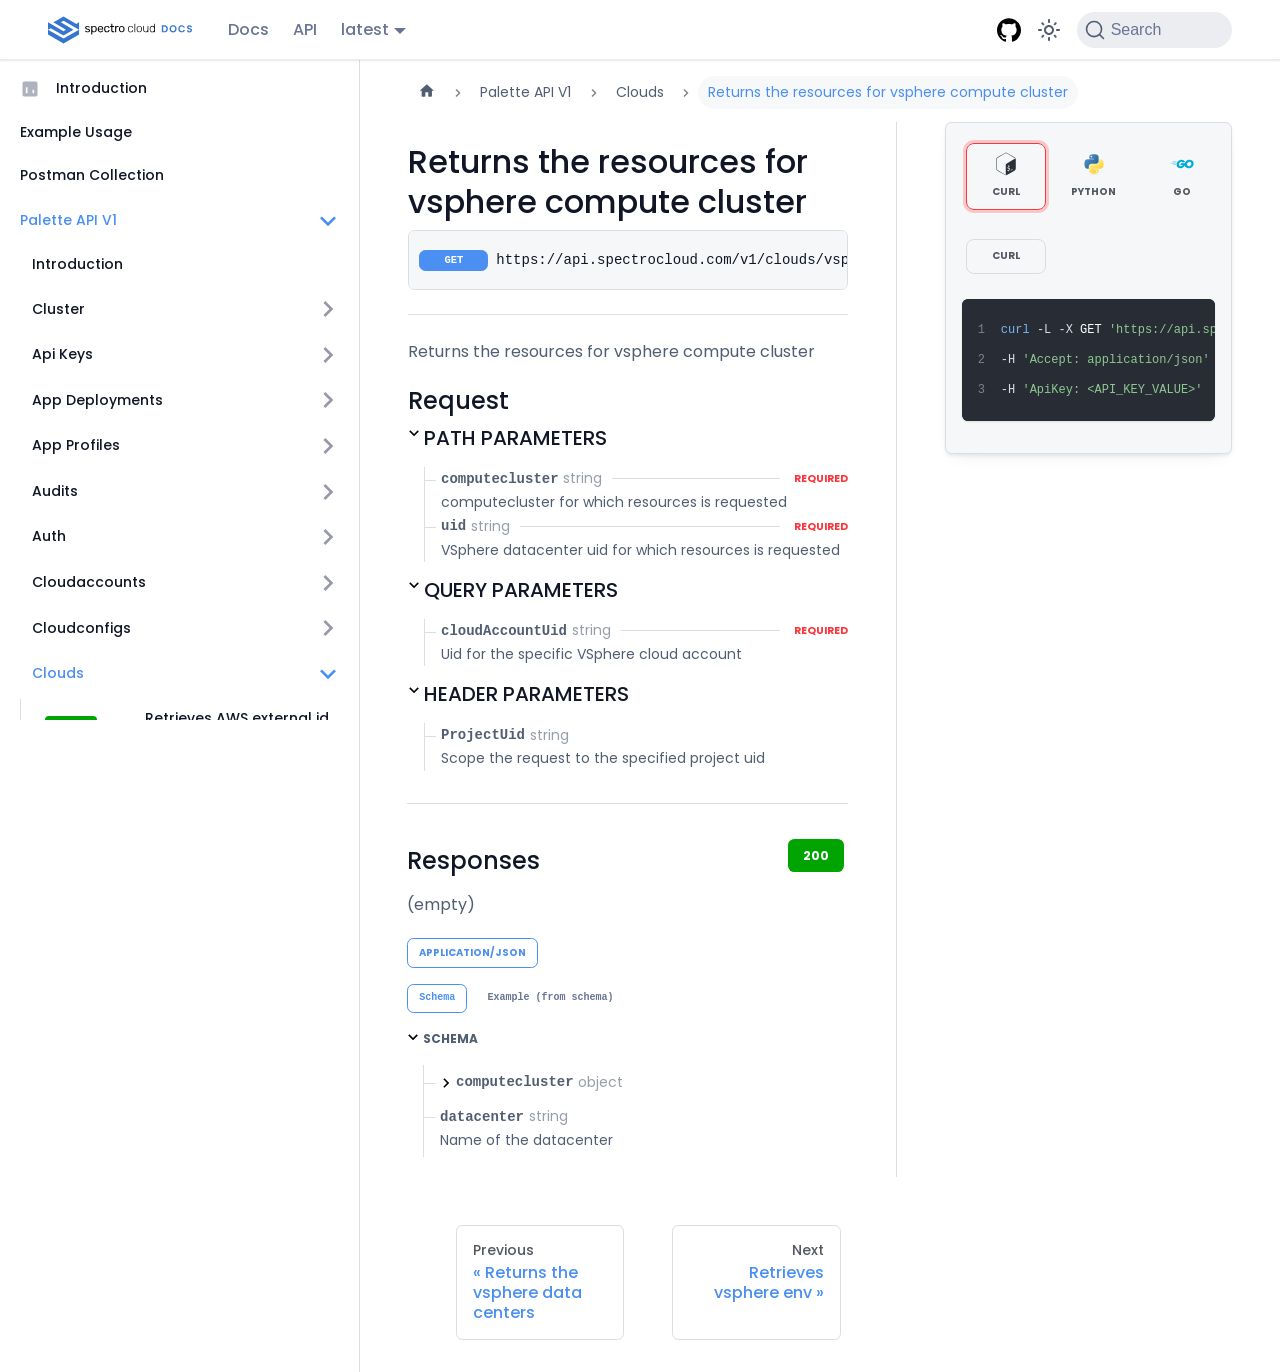 spectro cloud DOCS
Docs
API
latest
Search
Introduction
Example Usage
Postman Collection
Palette API V1
Introduction
Cluster
Api Keys
App Deployments
App Profiles
Audits
Auth
Cloudaccounts
Cloudconfigs
Clouds
Retrieves AWS external id
Palette API V1
Clouds
Returns the resources for vsphere compute cluster
Returns the resources for
vsphere compute cluster
GET https://api.spectrocloud.com/v1/clouds/vsp
Returns the resources for vsphere compute cluster
Request
PATH PARAMETERS
computecluster string REQUIRED
computecluster for which resources is requested
uid string REQUIRED
VSphere datacenter uid for which resources is requested
QUERY PARAMETERS
cloudAccountUid string REQUIRED
Uid for the specific VSphere cloud account
HEADER PARAMETERS
ProjectUid string
Scope the request to the specified project uid
Responses
200
(empty)
APPLICATION/JSON
Schema
Example (from schema)
SCHEMA
computecluster object
datacenter string
Name of the datacenter
CURL
PYTHON
GO
GO
CURL
1 curl -L -X GET 'https://api.sp
2 -H 'Accept: application/json'
3 -H 'ApiKey: <API_KEY_VALUE>'
Previous
« Returns the
vsphere data
centers
Next
Retrieves
vsphere env »